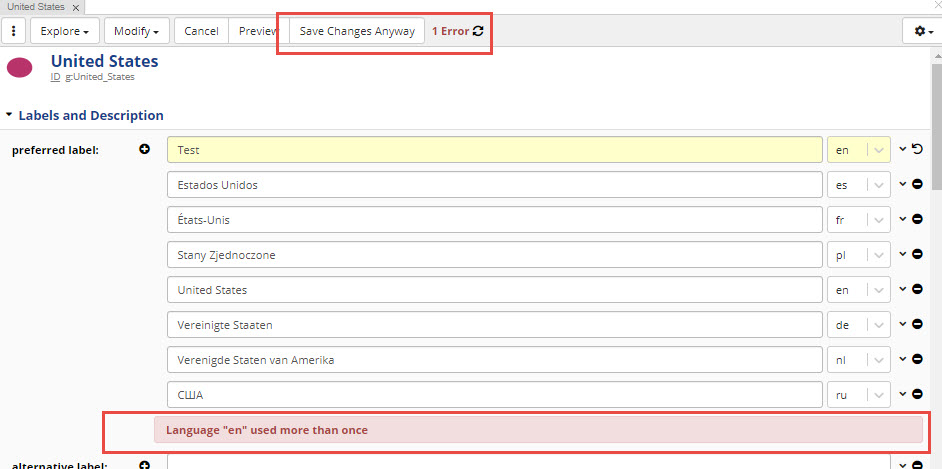 United States ×
Explore Modify Cancel Preview Save Changes Anyway 1 Error
United States
ID g:United_States
Labels and Description
preferred label: Test en
Estados Unidos es
États-Unis fr
Stany Zjednoczone pl
United States en
Vereinigte Staaten de
Verenigde Staten van Amerika nl
США ru
Language "en" used more than once
alternative label: